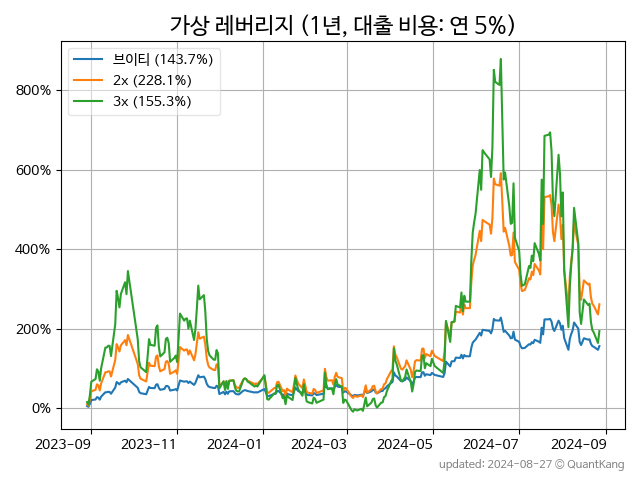 가상 레버리지 (1년, 대출 비용: 연 5%)
브이티 (143.7%)
2x (228.1%)
3x (155.3%)
800%
600%
400%
200%
0%
2023-09 2023-11 2024-01 2024-03 2024-05 2024-07 2024-09
updated: 2024-08-27 © QuantKang